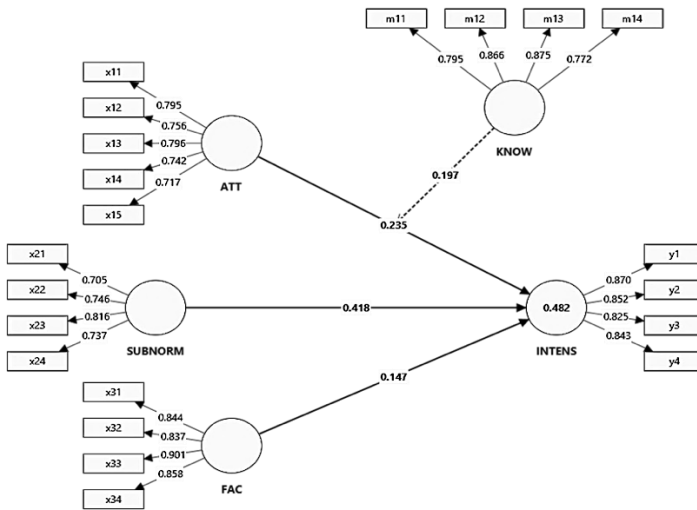 m11
m12
m13
m14
0.795
0.866
0.875
0.772
KNOW
0.197
x11
x12
x13
x14
x15
0.795
0.756
0.796
0.742
0.717
ATT
0.235
x21
x22
x23
x24
0.705
0.746
0.816
0.737
SUBNORM
0.418
0.482
INTENS
0.870
0.852
0.825
0.843
y1
y2
y3
y4
0.147
x31
x32
x33
x34
0.844
0.837
0.901
0.858
FAC